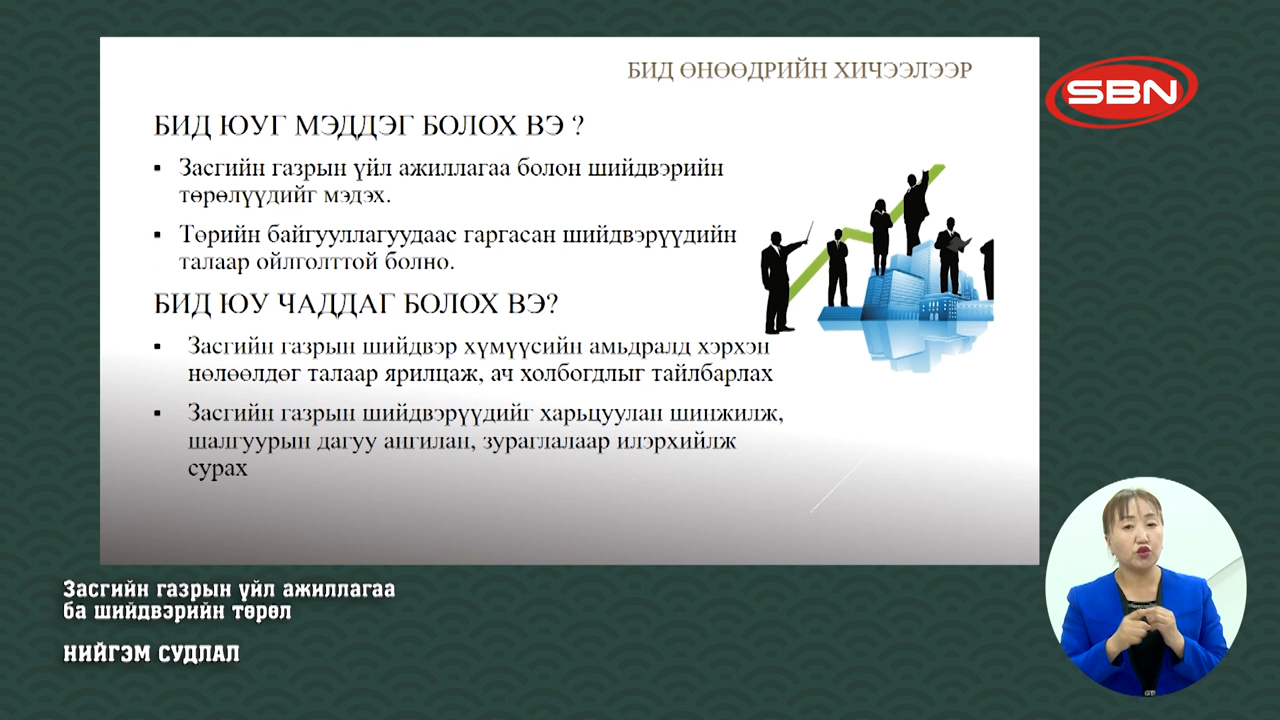 БИД ӨНӨӨДРИЙН ХИЧЭЭЛЭЭР
SBN
БИД ЮУГ МЭДДЭГ БОЛОХ ВЭ ?
▪ Засгийн газрын үйл ажиллагаа болон шийдвэрийн
төрөлүүдийг мэдэх.
▪ Төрийн байгууллагуудаас гаргасан шийдвэрүүдийн
талаар ойлголттой болно.
БИД ЮУ ЧАДДАГ БОЛОХ ВЭ?
▪ Засгийн газрын шийдвэр хүмүүсийн амьдралд хэрхэн
нөлөөлдөг талаар ярилцаж, ач холбогдлыг тайлбарлах
▪ Засгийн газрын шийдвэрүүдийг харьцуулан шинжилж,
шалгуурын дагуу ангилан, зураглалаар илэрхийлж
сурах
Засгийн газрын үйл ажиллагаа
ба шийдвэрийн төрөл
НИЙГЭМ СУДЛАЛ